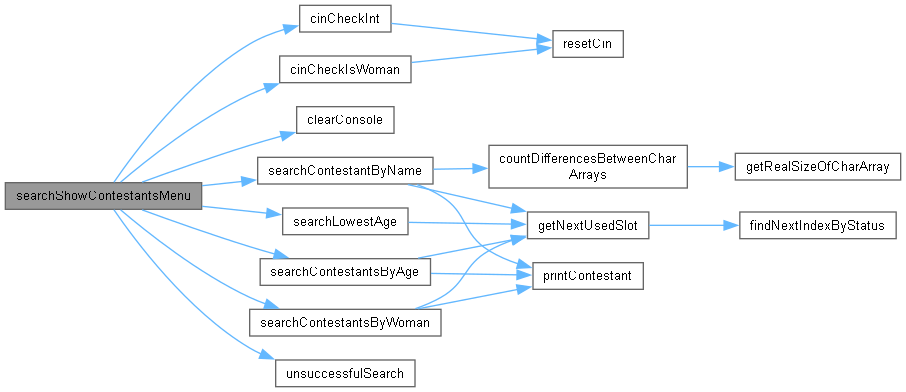 cinCheckInt
resetCin
cinCheckIsWoman
clearConsole
searchContestantByName
countDifferencesBetweenChar
Arrays
getRealSizeOfCharArray
searchShowContestantsMenu
searchLowestAge
getNextUsedSlot
findNextIndexByStatus
searchContestantsByAge
printContestant
searchContestantsByWoman
unsuccessfulSearch